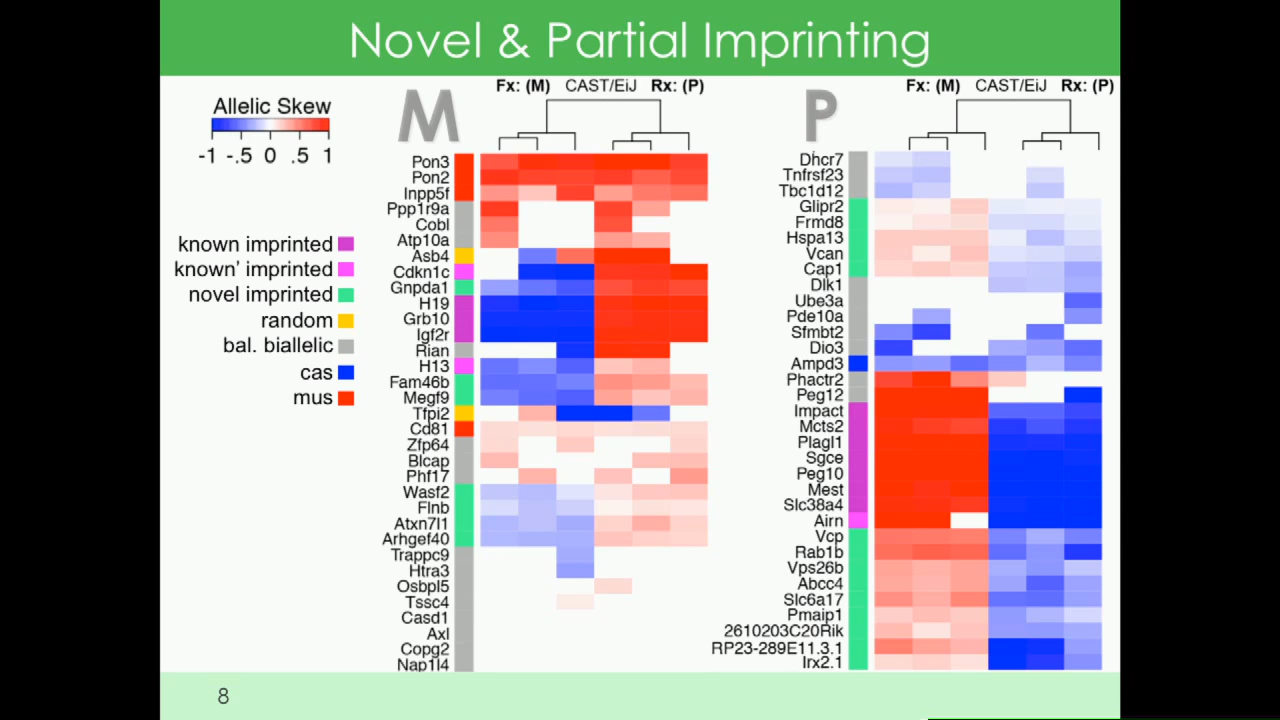 Novel & Partial Imprinting
Allelic Skew
-1 -.5 0 .5 1
known imprinted
known' imprinted
novel imprinted
random
bal. biallelic
cas
mus
M
Fx: (M) CAST/EiJ Rx: (P)
Pon3
Pon2
Inpp5f
Ppp1r9a
Cobl
Atp10a
Asb4
Cdkn1c
Gnpda1
H19
Grb10
Igf2r
Rian
H13
Fam46b
Megf9
Tfpi2
Cd81
Zfp64
Blcap
Phf17
Wasf2
Flnb
Atxn7l1
Arhgef40
Trappc9
Htra3
Osbpl5
Tssc4
Casd1
Axl
Copg2
Nap1l4
P
Fx: (M) CAST/EiJ Rx: (P)
Dhcr7
Tnfrsf23
Tbc1d12
Glipr2
Frmd8
Hspa13
Vcan
Cap1
Dlk1
Ube3a
Pde10a
Sfmbt2
Dio3
Ampd3
Phactr2
Peg12
Impact
Mcts2
Plagl1
Sgce
Peg10
Mest
Slc38a4
Airn
Vcp
Rab1b
Vps26b
Abcc4
Slc6a17
Pmaip1
2610203C20Rik
RP23-289E11.3.1
Irx2.1
8